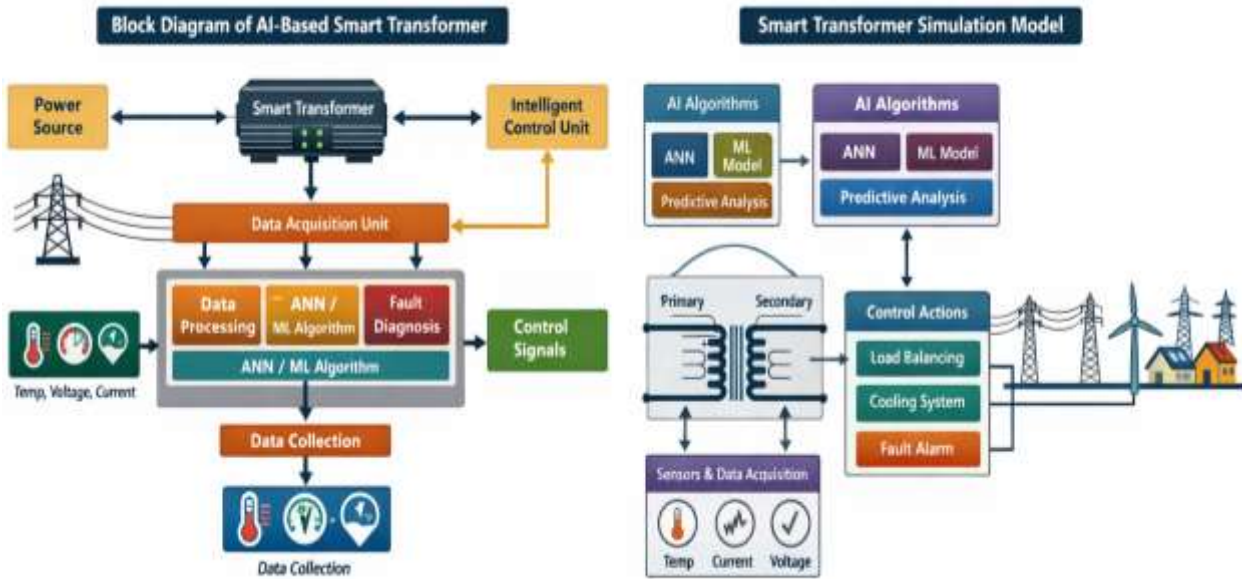 Block Diagram of AI-Based Smart Transformer
Power
Source
Smart Transformer
Intelligent
Control Unit
Data Acquisition Unit
Data
Processing
ANN /
ML Algorithm
Fault
Diagnosis
ANN / ML Algorithm
Control
Signals
Temp, Voltage, Current
Data Collection
Data Collection
Smart Transformer Simulation Model
AI Algorithms
ANN
ML
Model
Predictive Analysis
AI Algorithms
ANN
ML Model
Predictive Analysis
Primary
Secondary
Control Actions
Load Balancing
Cooling System
Fault Alarm
Sensors & Data Acquisition
Temp
Current
Voltage